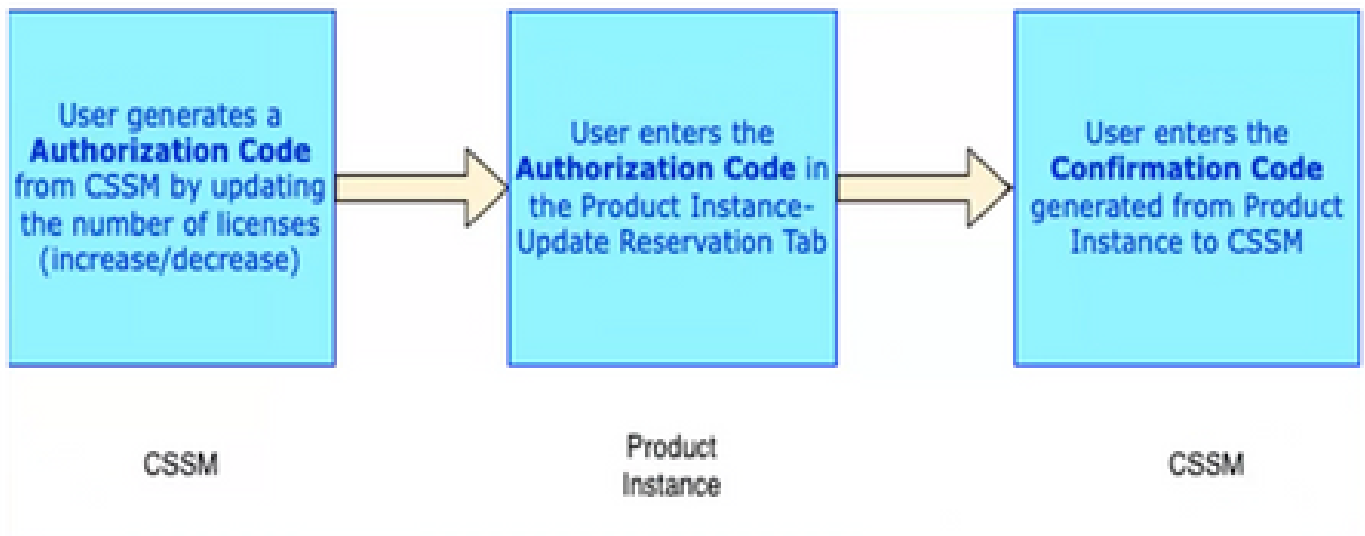 User generates a
Authorization Code
from CSSM by updating
the number of licenses
(increase/decrease)
User enters the
Authorization Code in
the Product Instance-
Update Reservation Tab
User enters the
Confirmation Code
generated from Product
Instance to CSSM
CSSM
Product
Instance
CSSM